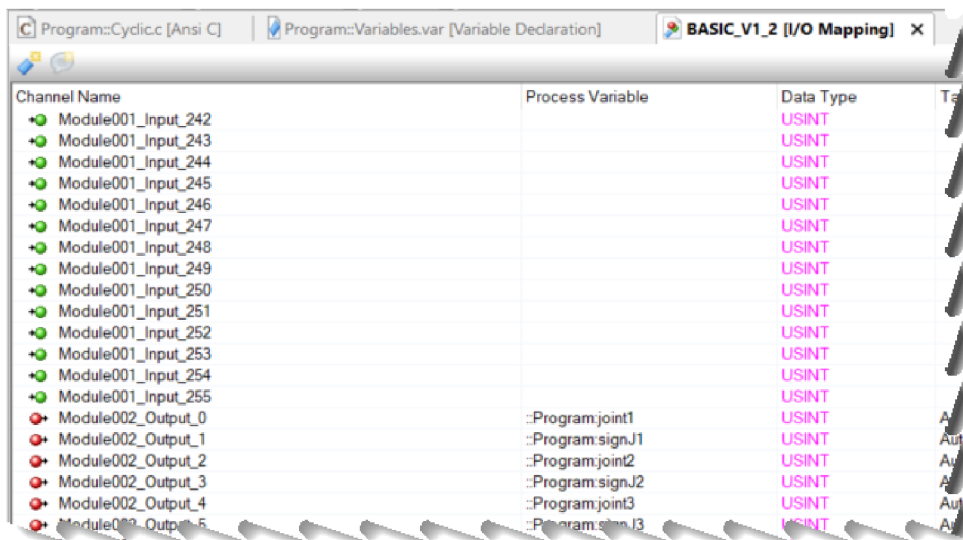 Program::Cyclic.c [Ansi C] Program::Variables.var [Variable Declaration] BASIC_V1_2 [I/O Mapping]
Channel Name Process Variable Data Type
Module001_Input_242 USINT
Module001_Input_243 USINT
Module001_Input_244 USINT
Module001_Input_245 USINT
Module001_Input_246 USINT
Module001_Input_247 USINT
Module001_Input_248 USINT
Module001_Input_249 USINT
Module001_Input_250 USINT
Module001_Input_251 USINT
Module001_Input_252 USINT
Module001_Input_253 USINT
Module001_Input_254 USINT
Module001_Input_255 USINT
Module002_Output_0 ::Program:joint1 USINT
Module002_Output_1 ::Program:signJ1 USINT Aut
Module002_Output_2 ::Program:joint2 USINT
Module002_Output_3 ::Program:signJ2 USINT
Module002_Output_4 ::Program:joint3 USINT Aut
USINT